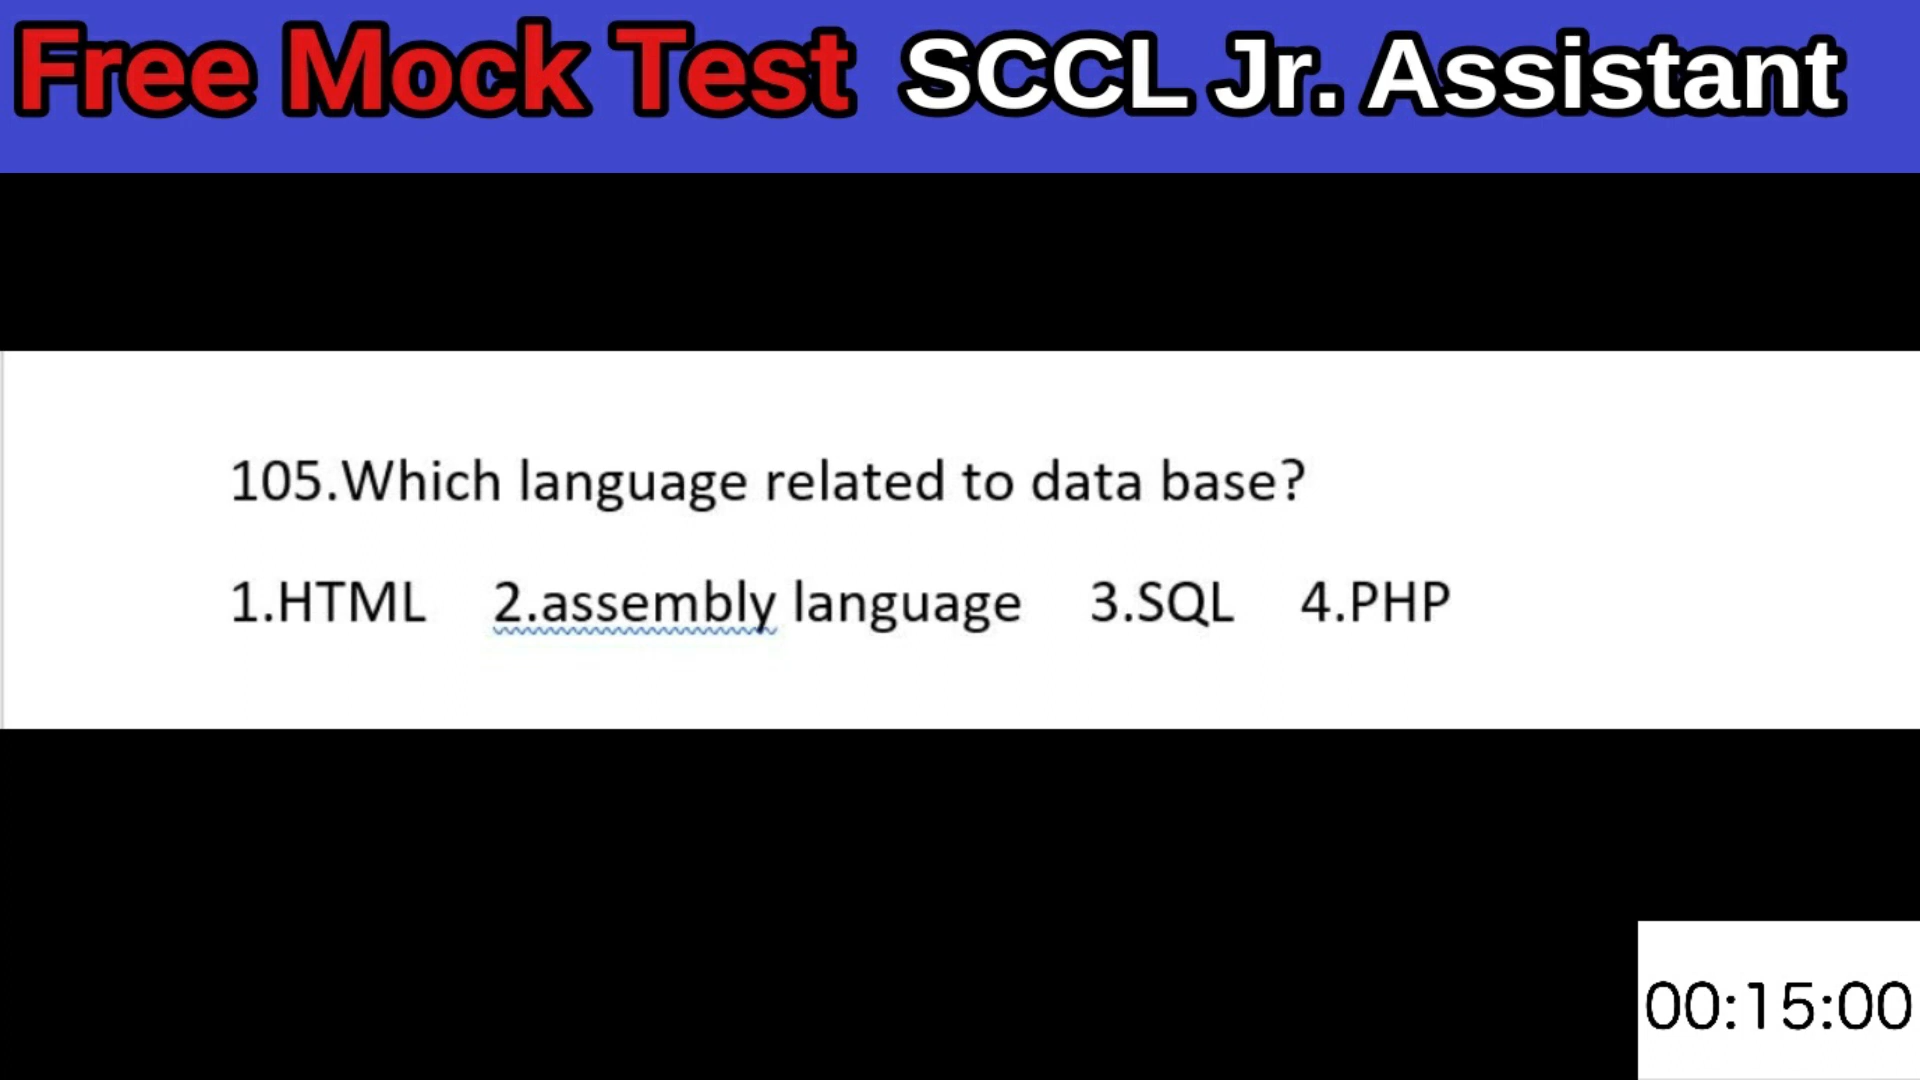 Free Mock Test SCCL Jr. Assistant
105.Which language related to data base?
1.HTML 2.assembly language 3.SQL 4.PHP
00:15:00